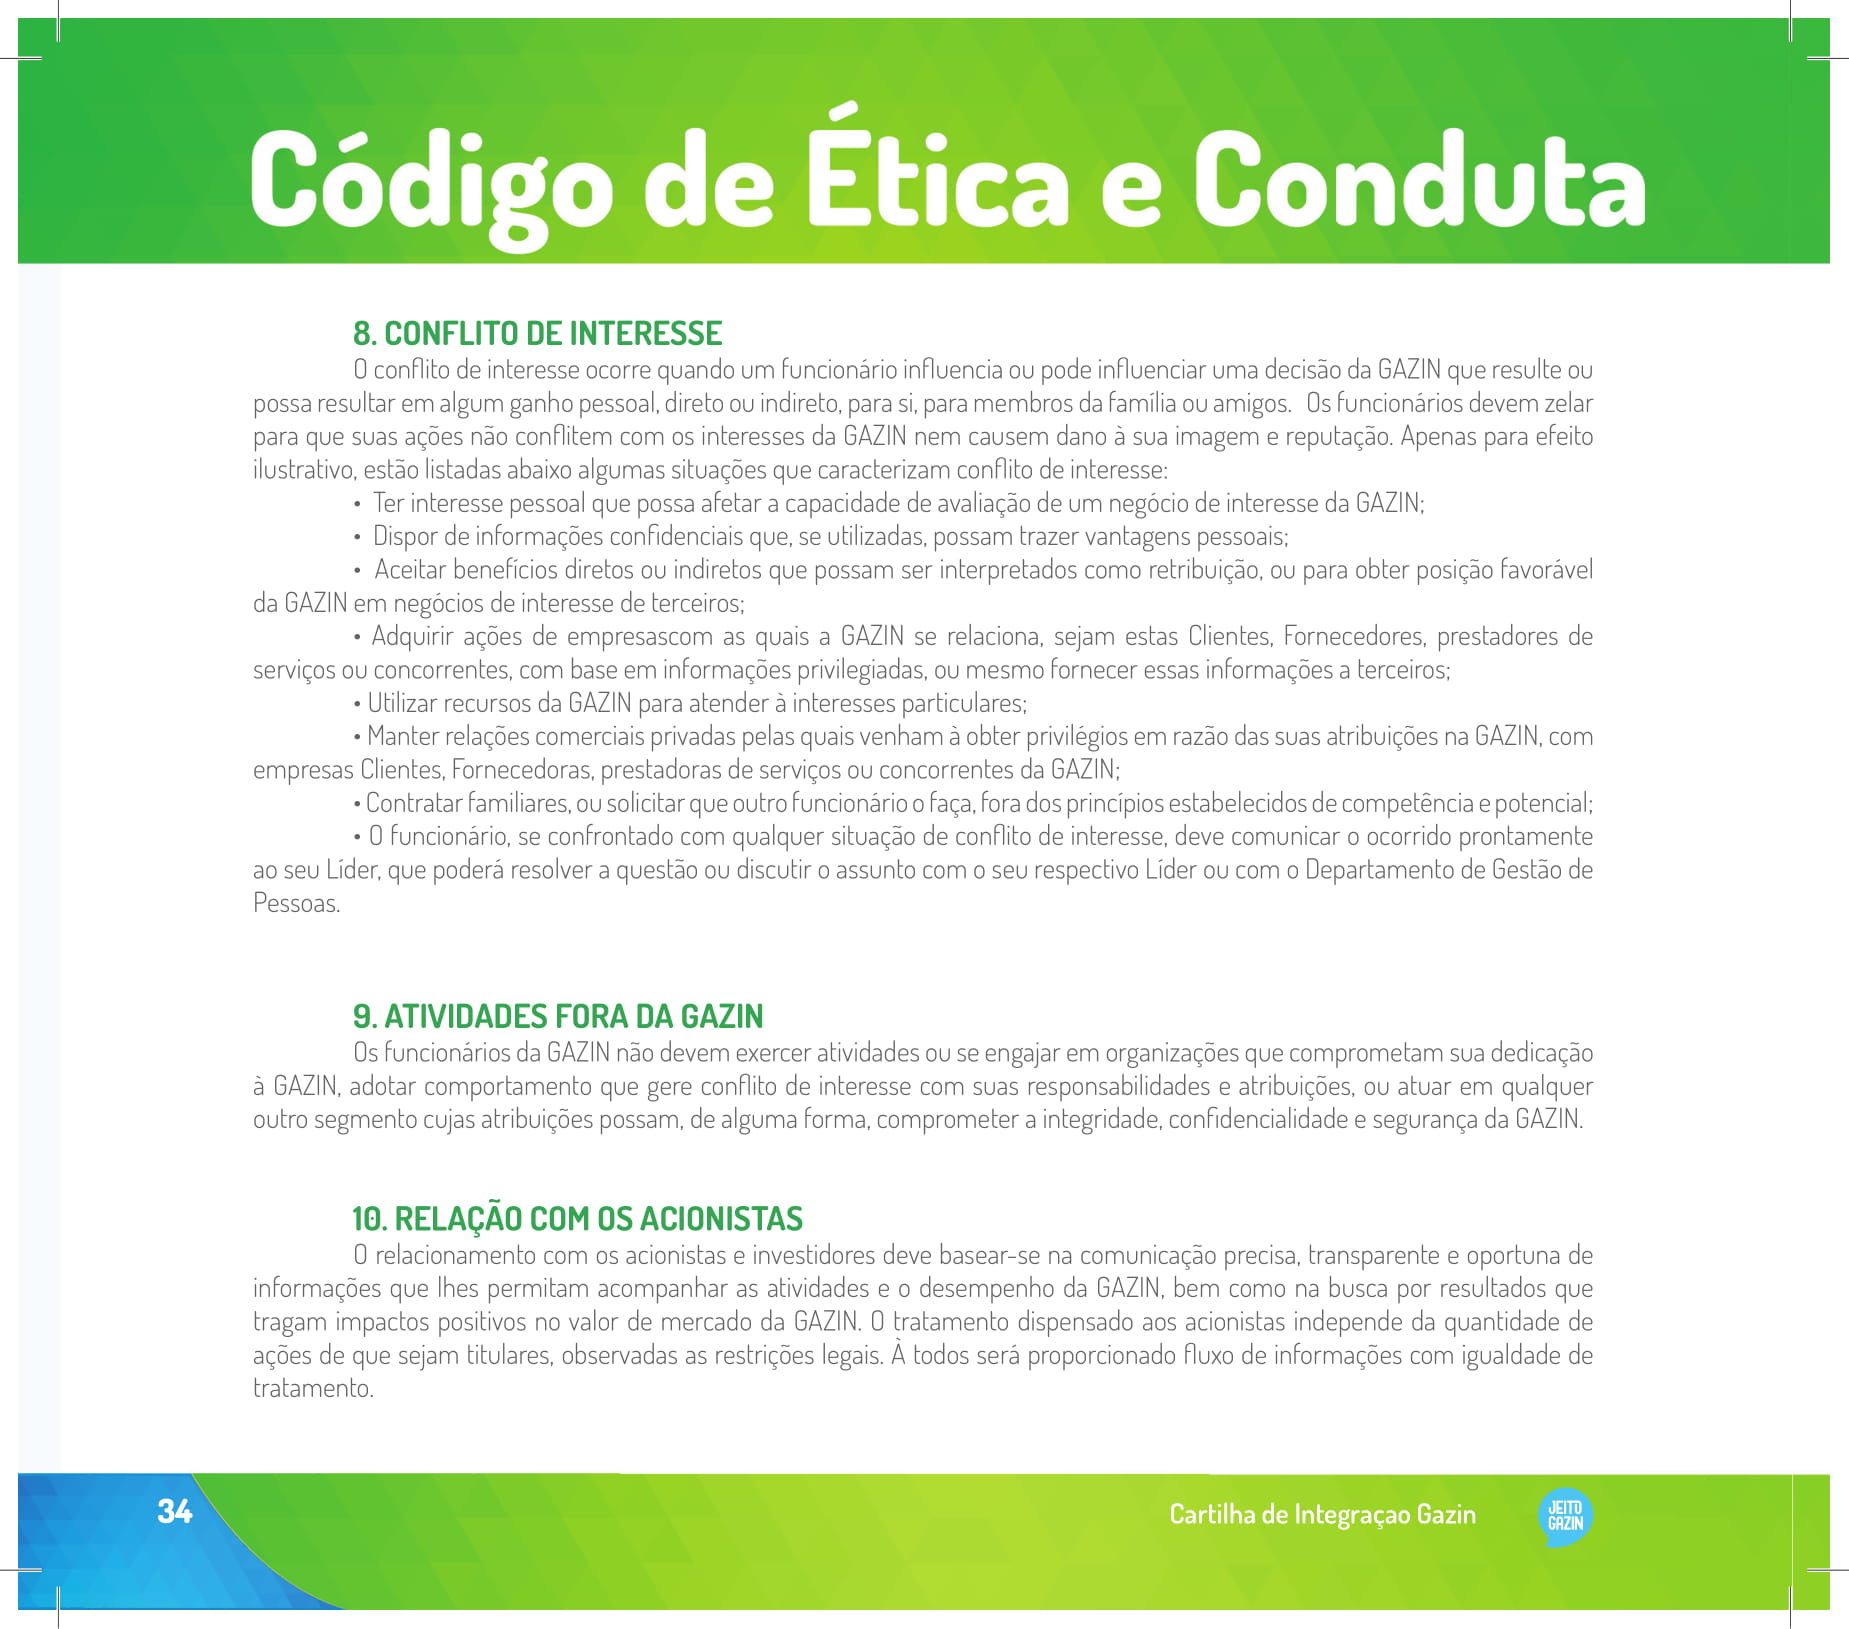 Código de Ética e Conduta
8. CONFLITO DE INTERESSE
O conflito de interesse ocorre quando um funcionário influencia ou pode influenciar uma decisão da GAZIN que resulte ou
possa resultar em algum ganho pessoal, direto ou indireto, para si, para membros da família ou amigos. Os funcionários devem zelar
para que suas ações não conflitem com os interesses da GAZIN nem causem dano à sua imagem e reputação. Apenas para efeito
ilustrativo, estão listadas abaixo algumas situações que caracterizam conflito de interesse:
• Ter interesse pessoal que possa afetar a capacidade de avaliação de um negócio de interesse da GAZIN;
• Dispor de informações confidenciais que, se utilizadas, possam trazer vantagens pessoais;
• Aceitar benefícios diretos ou indiretos que possam ser interpretados como retribuição, ou para obter posição favorável
da GAZIN em negócios de interesse de terceiros;
• Adquirir ações de empresascom as quais a GAZIN se relaciona, sejam estas Clientes, Fornecedores, prestadores de
serviços ou concorrentes, com base em informações privilegiadas, ou mesmo fornecer essas informações a terceiros;
• Utilizar recursos da GAZIN para atender à interesses particulares;
• Manter relações comerciais privadas pelas quais venham à obter privilégios em razão das suas atribuições na GAZIN, com
empresas Clientes, Fornecedoras, prestadoras de serviços ou concorrentes da GAZIN;
• Contratar familiares, ou solicitar que outro funcionário o faça, fora dos princípios estabelecidos de competência e potencial;
• O funcionário, se confrontado com qualquer situação de conflito de interesse, deve comunicar o ocorrido prontamente
ao seu Líder, que poderá resolver a questão ou discutir o assunto com o seu respectivo Líder ou com o Departamento de Gestão de
Pessoas.
9. ATIVIDADES FORA DA GAZIN
Os funcionários da GAZIN não devem exercer atividades ou se engajar em organizações que comprometam sua dedicação
à GAZIN, adotar comportamento que gere conflito de interesse com suas responsabilidades e atribuições, ou atuar em qualquer
outro segmento cujas atribuições possam, de alguma forma, comprometer a integridade, confidencialidade e segurança da GAZIN.
10. RELAÇÃO COM OS ACIONISTAS
O relacionamento com os acionistas e investidores deve basear-se na comunicação precisa, transparente e oportuna de
informações que lhes permitam acompanhar as atividades e o desempenho da GAZIN, bem como na busca por resultados que
tragam impactos positivos no valor de mercado da GAZIN. O tratamento dispensado aos acionistas independe da quantidade de
ações de que sejam titulares, observadas as restrições legais. À todos será proporcionado fluxo de informações com igualdade de
tratamento.
34
Cartilha de Integraçao Gazin
JEITO
GAZIN